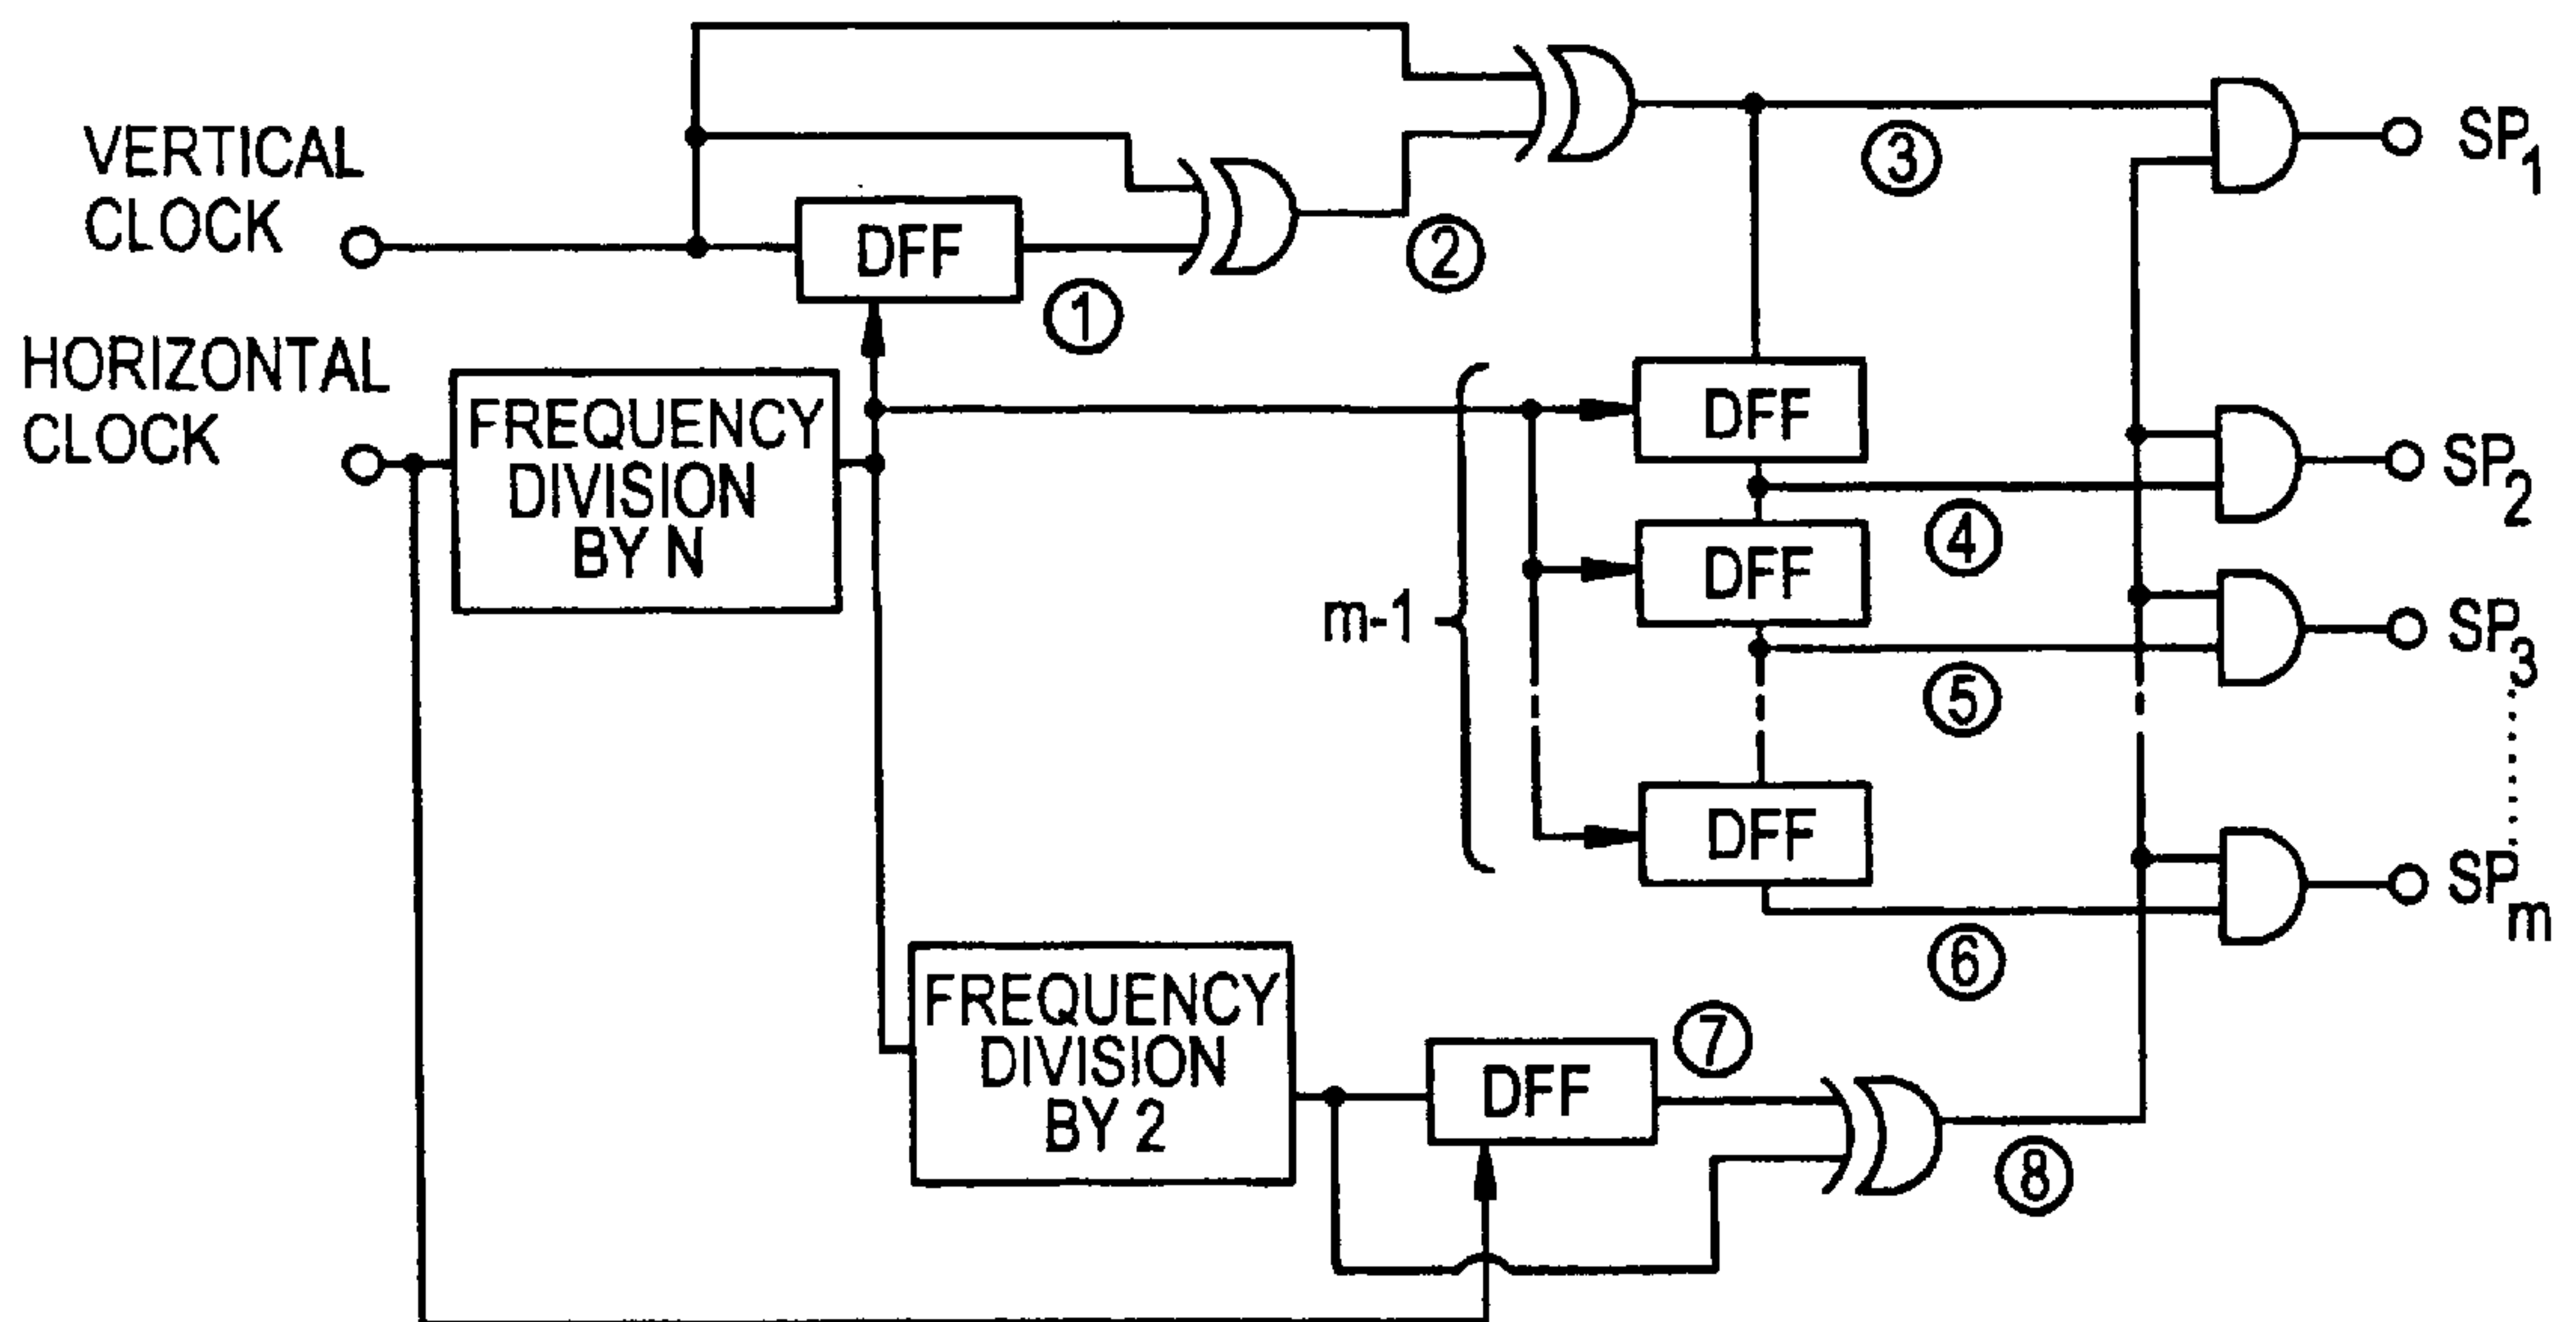 VERTICAL
CLOCK
DFF
①
②
③
SP1
HORIZONTAL
CLOCK
FREQUENCY
DIVISION
BY N
m-1
DFF
④
SP2
DFF
⑤
SP3
DFF
⑥
SPm
FREQUENCY
DIVISION
BY 2
DFF
⑦
⑧